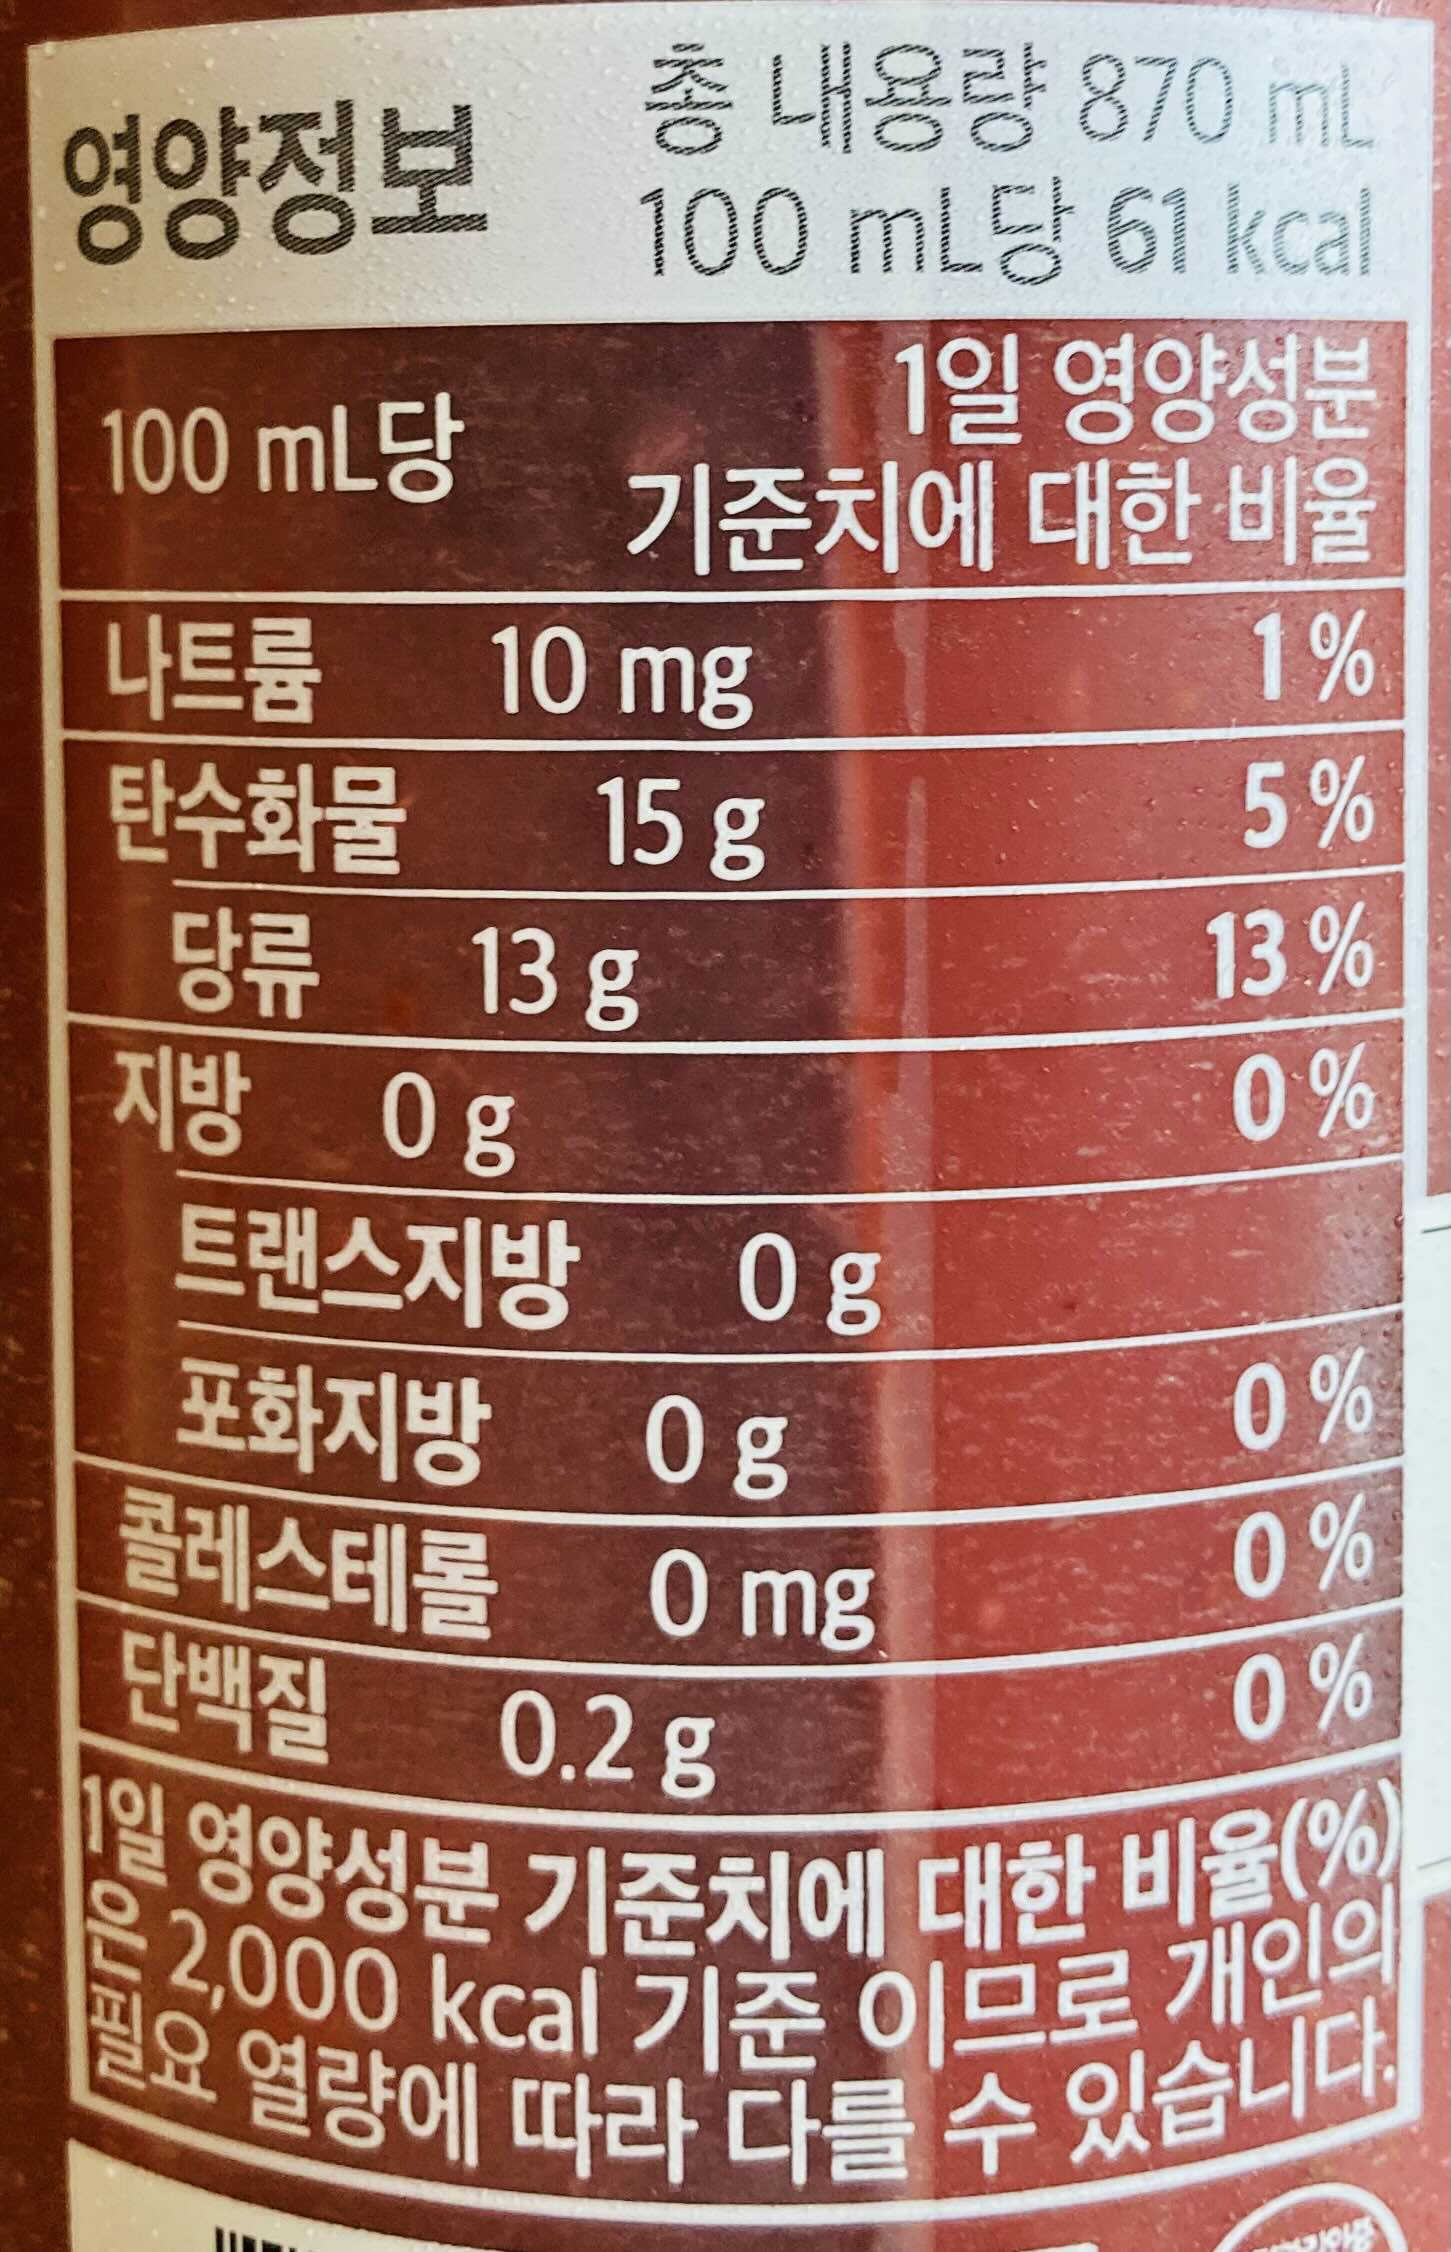 영양정보
총 내용량 870 mL
100 mL당 61 kcal
100 mL당
1일 영양성분
기준치에 대한 비율
나트륨 10 mg 1 %
탄수화물 15 g 5 %
당류 13 g 13 %
지방 0 g 0 %
트랜스지방 0 g
포화지방 0 g 0 %
콜레스테롤 0 mg 0 %
단백질 0.2 g 0 %
1일 영양성분 기준치에 대한 비율(%)
은 2,000 kcal 기준 이므로 개인의
필요 열량에 따라 다를 수 있습니다.